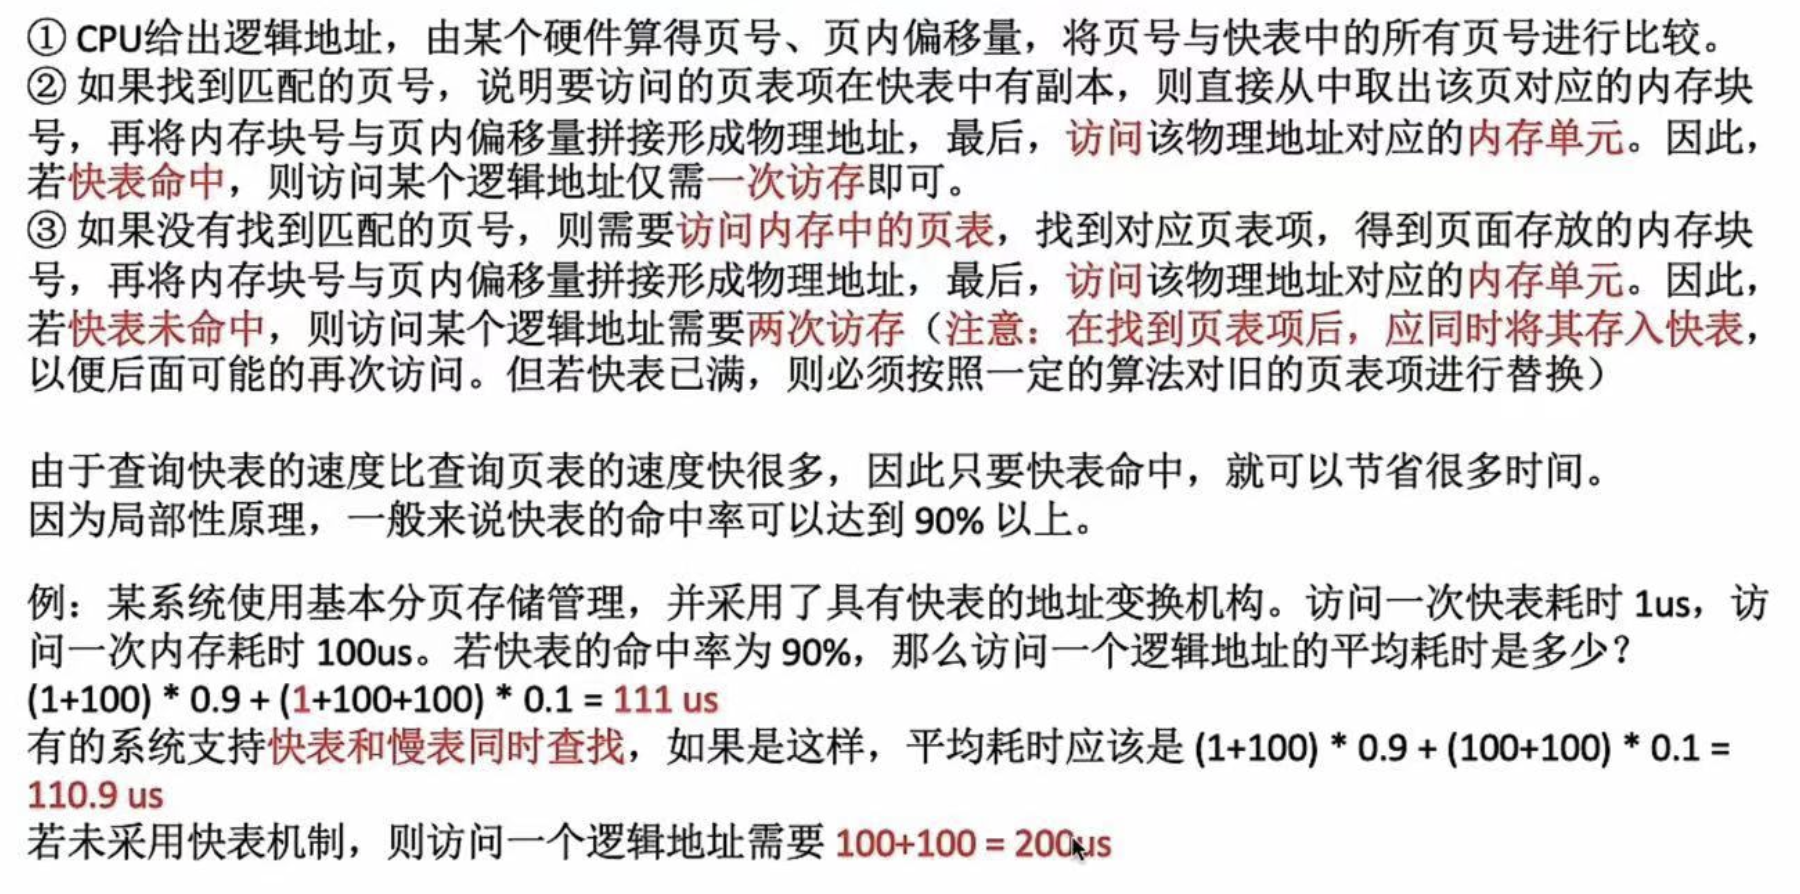 ① CPU给出逻辑地址，由某个硬件算得页号、页内偏移量，将页号与快表中的所有页号进行比较。
② 如果找到匹配的页号，说明要访问的页表项在快表中有副本，则直接从中取出该页对应的内存块
号，再将内存块号与页内偏移量拼接形成物理地址，最后，访问该物理地址对应的内存单元。因此，
若快表命中，则访问某个逻辑地址仅需一次访存即可。
③ 如果没有找到匹配的页号，则需要访问内存中的页表，找到对应页表项，得到页面存放的内存块
号，再将内存块号与页内偏移量拼接形成物理地址，最后，访问该物理地址对应的内存单元。因此，
若快表未命中，则访问某个逻辑地址需要两次访存（注意：在找到页表项后，应同时将其存入快表，
以便后面可能的再次访问。但若快表已满，则必须按照一定的算法对旧的页表项进行替换）
由于查询快表的速度比查询页表的速度快很多，因此只要快表命中，就可以节省很多时间。
因为局部性原理，一般来说快表的命中率可以达到 90% 以上。
例：某系统使用基本分页存储管理，并采用了具有快表的地址变换机构。访问一次快表耗时 1us，访
问一次内存耗时 100us。若快表的命中率为 90%，那么访问一个逻辑地址的平均耗时是多少？
(1+100) * 0.9 + (1+100+100) * 0.1 = 111 us
有的系统支持快表和慢表同时查找，如果是这样，平均耗时应该是 (1+100) * 0.9 + (100+100) * 0.1 =
110.9 us
若未采用快表机制，则访问一个逻辑地址需要 100+100 = 200us